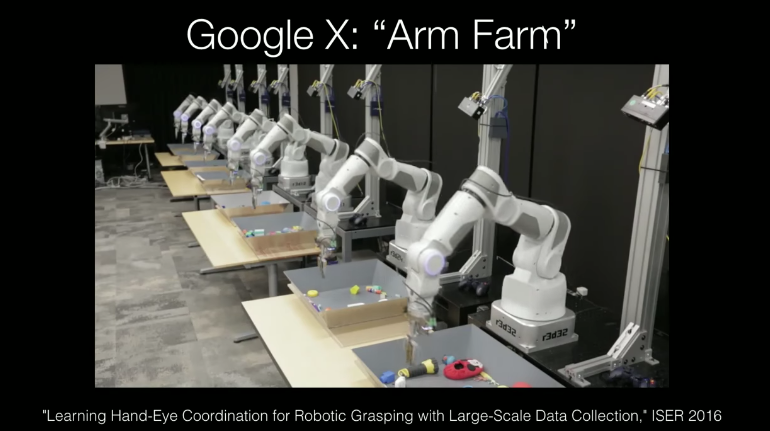 Google X: “Arm Farm”
"Learning Hand-Eye Coordination for Robotic Grasping with Large-Scale Data Collection," ISER 2016